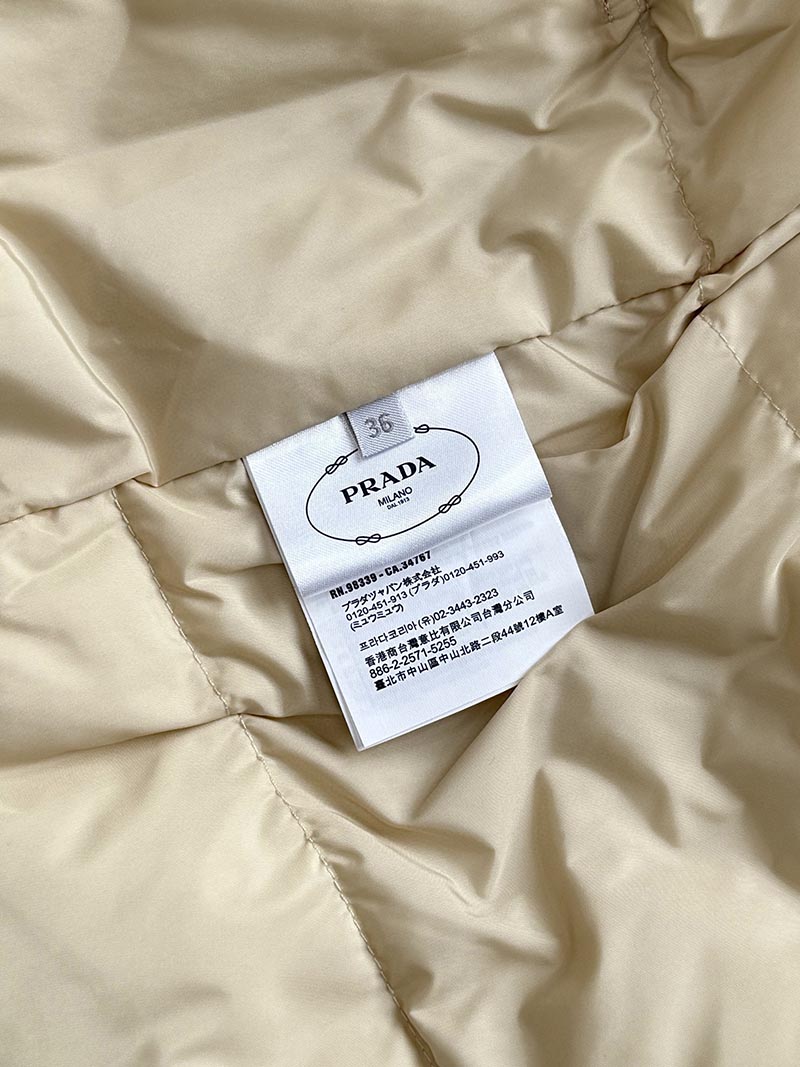 36
PRADA
MILANO
DAL 1913
RN.98339 - CA.34767
プラダジャパン株式会社
0120-451-913 (プラダ)0120-451-993
(ミュウミュウ)
프라다코리아 (유)02-3443-2323
香港商台灣意比有限公司台灣分公司
886-2-2571-5255
臺北市中山區中山北路二段44號12樓A室